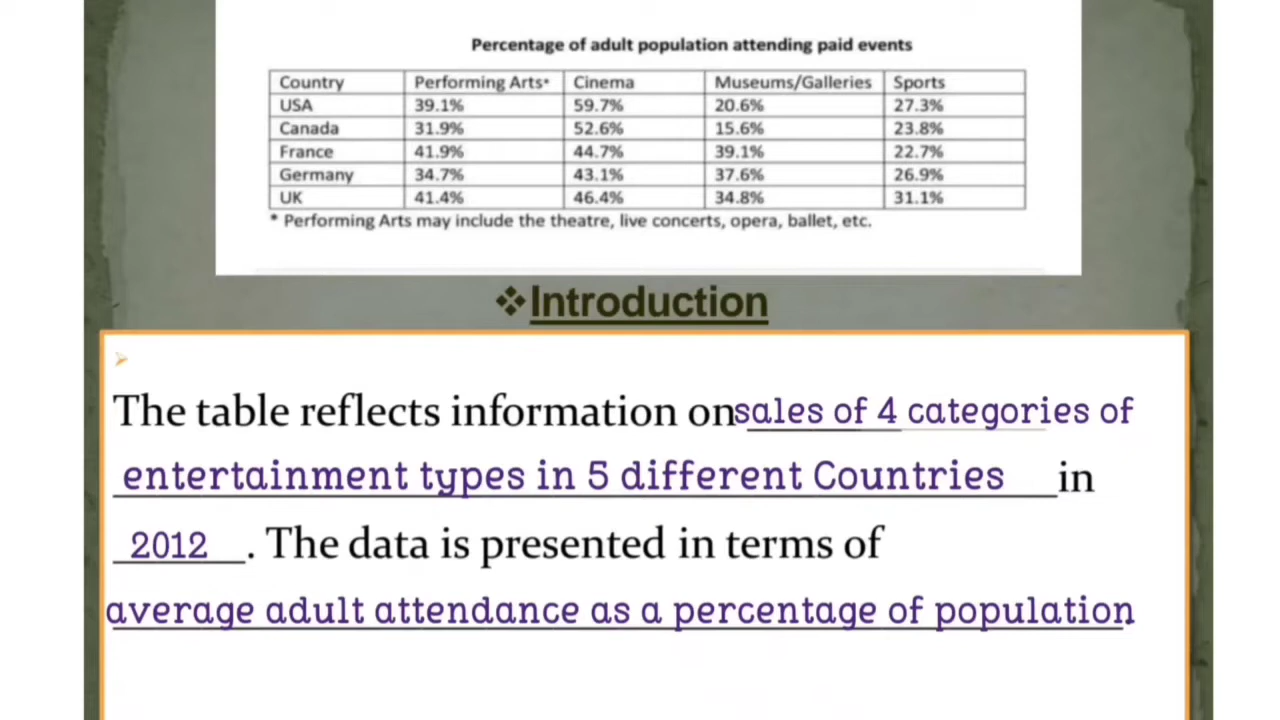 Percentage of adult population attending paid events
Country Performing Arts* Cinema Museums/Galleries Sports
USA 39.1% 59.7% 20.6% 27.3%
Canada 31.9% 52.6% 15.6% 23.8%
France 41.9% 44.7% 39.1% 22.7%
Germany 34.7% 43.1% 37.6% 26.9%
UK 41.4% 46.4% 34.8% 31.1%
* Performing Arts may include the theatre, live concerts, opera, ballet, etc.
❖Introduction
The table reflects information on sales of 4 categories of
entertainment types in 5 different Countries in
2012. The data is presented in terms of
average adult attendance as a percentage of population.